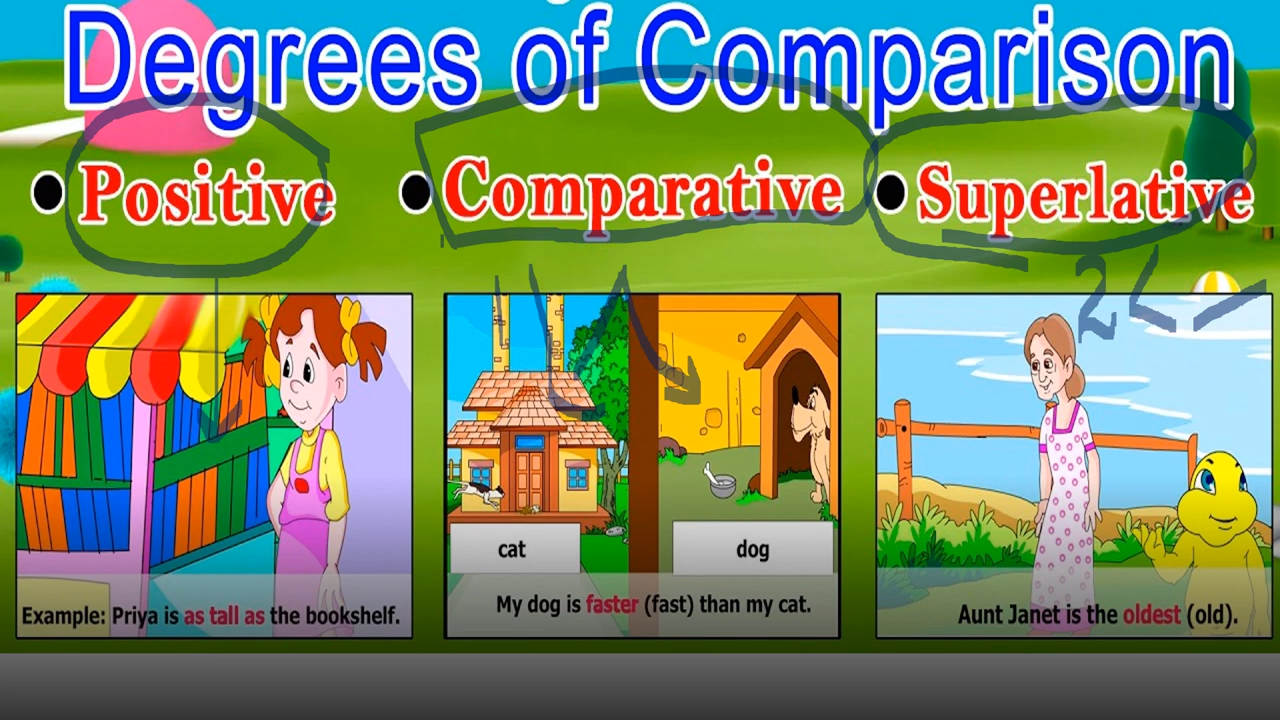 Degrees of Comparison
• Positive • Comparative • Superlative
cat
dog
Example: Priya is as tall as the bookshelf.
My dog is faster (fast) than my cat.
Aunt Janet is the oldest (old).